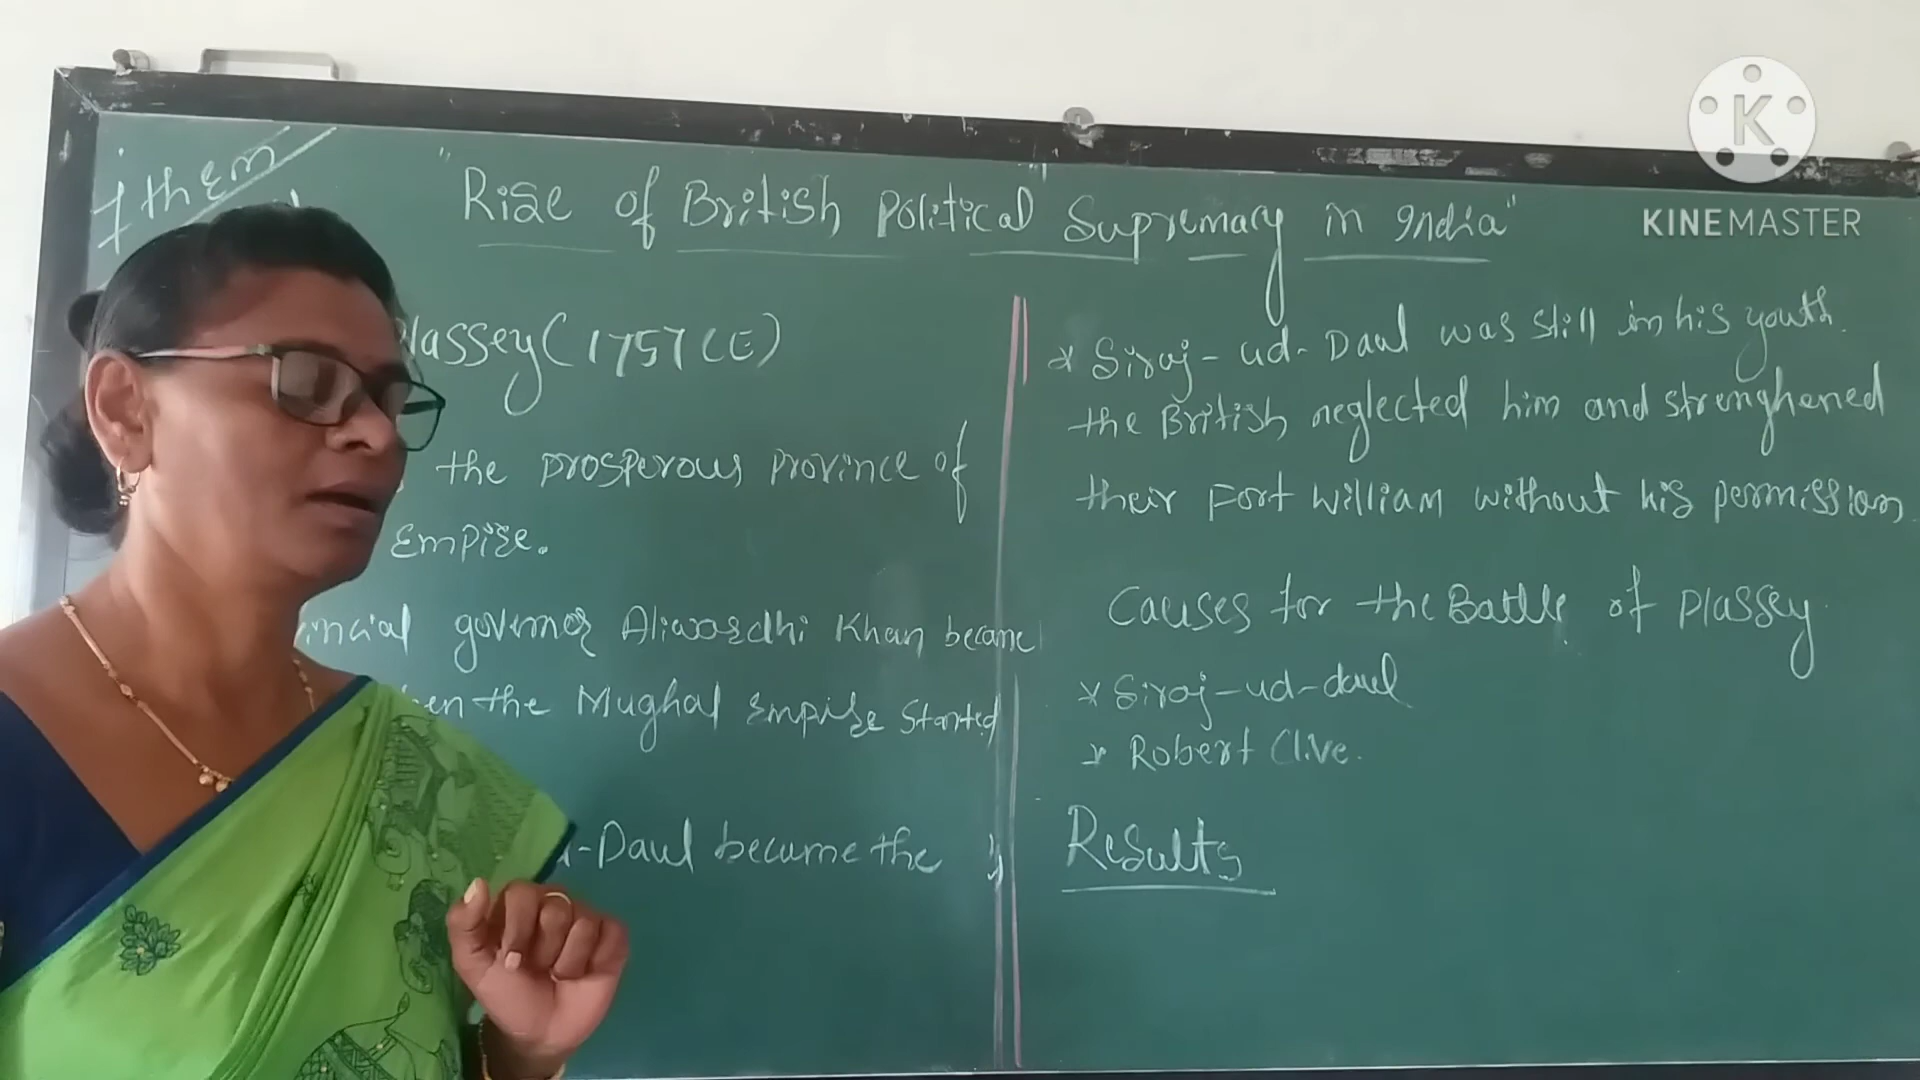 7th EM
"Rise of British Political Supremacy in India"
Plassey (1757 CE)
the prosperous province of
Empire.
governor Aliwardhi Khan became
the Mughal Empire Started
-Daul became the
* Siraj-ud-Daul was still in his youth.
the British neglected him and strenghened
their Fort William without his permission
Causes for the Battle of Plassey
* Siraj-ud-daul
* Robert Clive.
Results
K
KINEMASTER